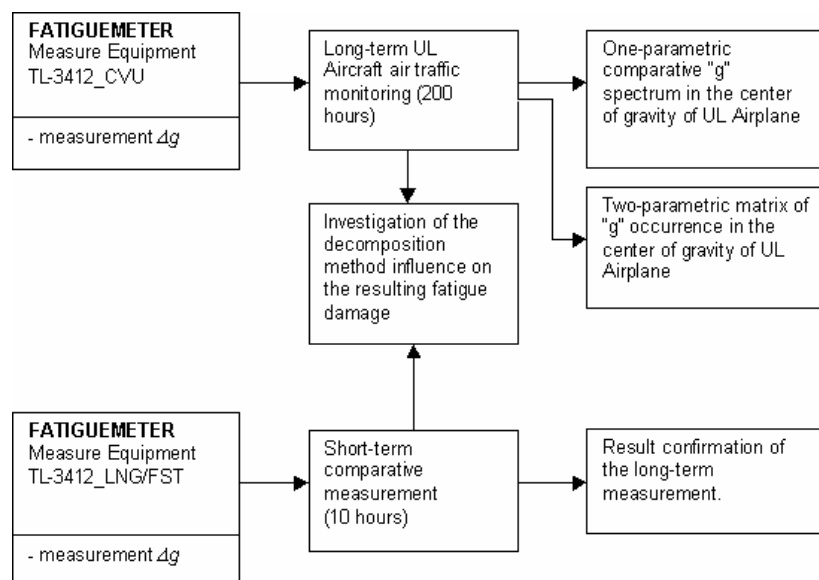 FATIGUEMETER
Measure Equipment
TL-3412_CVU
- measurement Δg
Long-term UL
Aircraft air traffic
monitoring (200
hours)
One-parametric
comparative "g"
spectrum in the center
of gravity of UL Airplane
Two-parametric matrix of
"g" occurrence in the
center of gravity of UL
Airplane
Investigation of the
decomposition
method influence on
the resulting fatigue
damage
FATIGUEMETER
Measure Equipment
TL-3412_LNG/FST
- measurement Δg
Short-term
comparative
measurement
(10 hours)
Result confirmation of
the long-term
measurement.